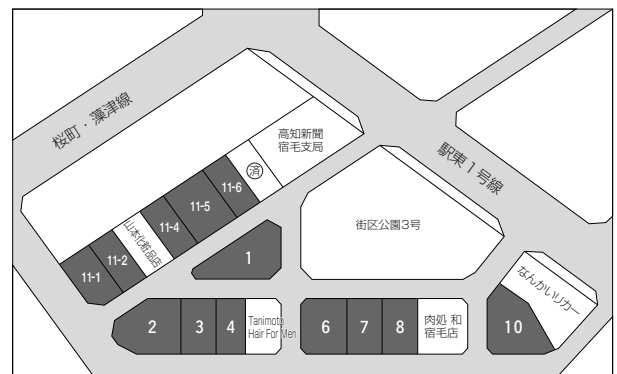 桜町・藻津線
高知新聞
宿毛支局
駅東1号線
済
11-6
11-5
11-4
山本化粧品店
11-2
11-1
街区公園3号
1
なんかいリカー
2
3
4
Tanimoto
Hair For Men
6
7
8
肉処 和
宿毛店
10